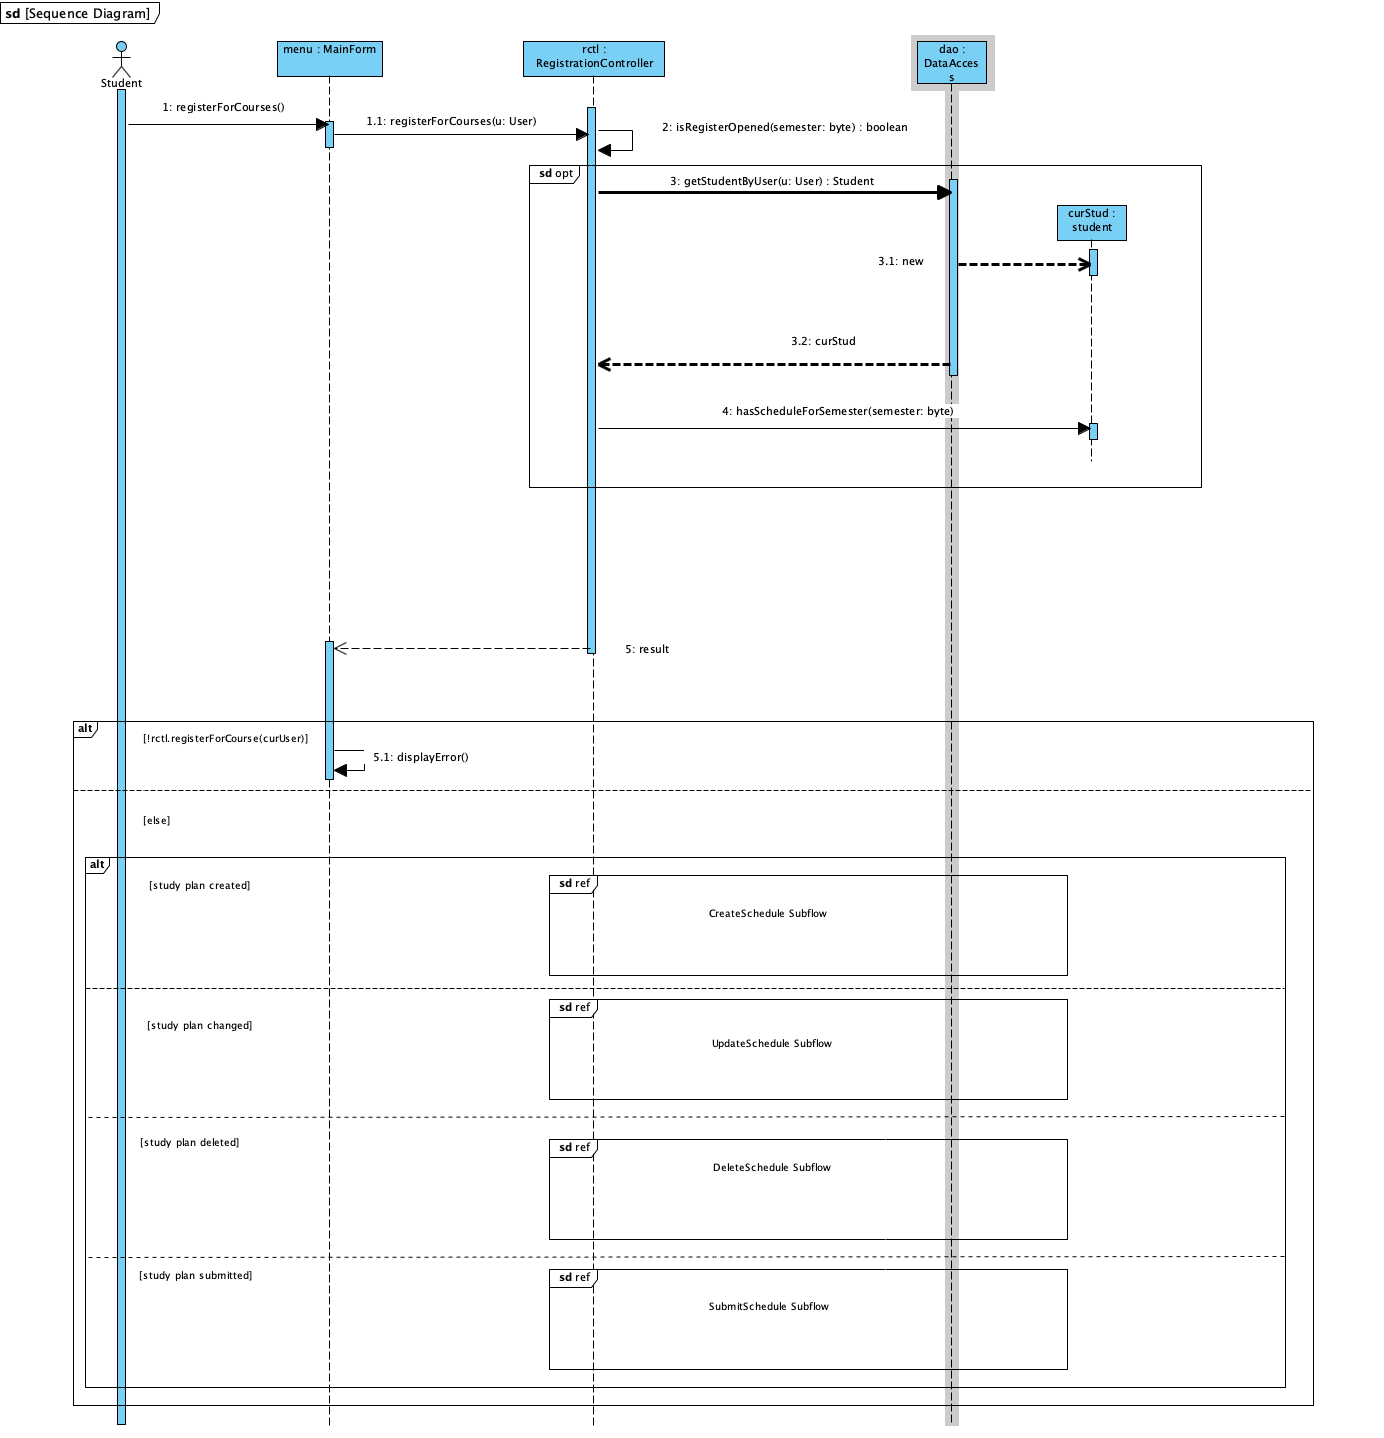 sd [Sequence Diagram]
Student
menu : MainForm
rctl :
RegistrationController
dao :
DataAcces
s
1: registerForCourses()
1.1: registerForCourses(u: User)
2: isRegisterOpened(semester: byte) : boolean
sd opt
3: getStudentByUser(u: User) : Student
curStud :
student
3.1: new
3.2: curStud
4: hasScheduleForSemester(semester: byte)
5: result
alt
[!rctl.registerForCourse(curUser)]
5.1: displayError()
[else]
alt
[study plan created]
sd ref
CreateSchedule Subflow
sd ref
[study plan changed]
UpdateSchedule Subflow
[study plan deleted]
sd ref
DeleteSchedule Subflow
[study plan submitted]
sd ref
SubmitSchedule Subflow